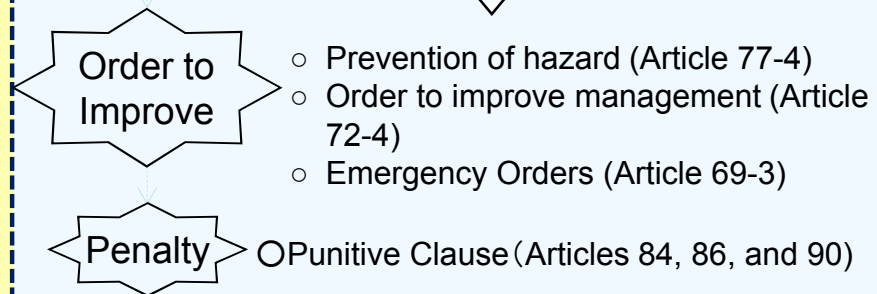 Order to
Improve
○ Prevention of hazard (Article 77-4)
○ Order to improve management (Article
72-4)
○ Emergency Orders (Article 69-3)
Penalty
○Punitive Clause（Articles 84, 86, and 90)